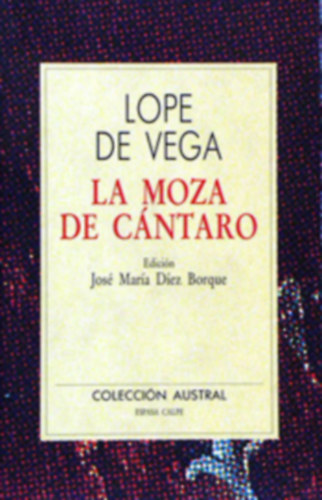 LOPE
DE VEGA
LA MOZA
DE CÁNTARO
Edición
José María Díez Borque
COLECCIÓN AUSTRAL
ESPASA CALPE